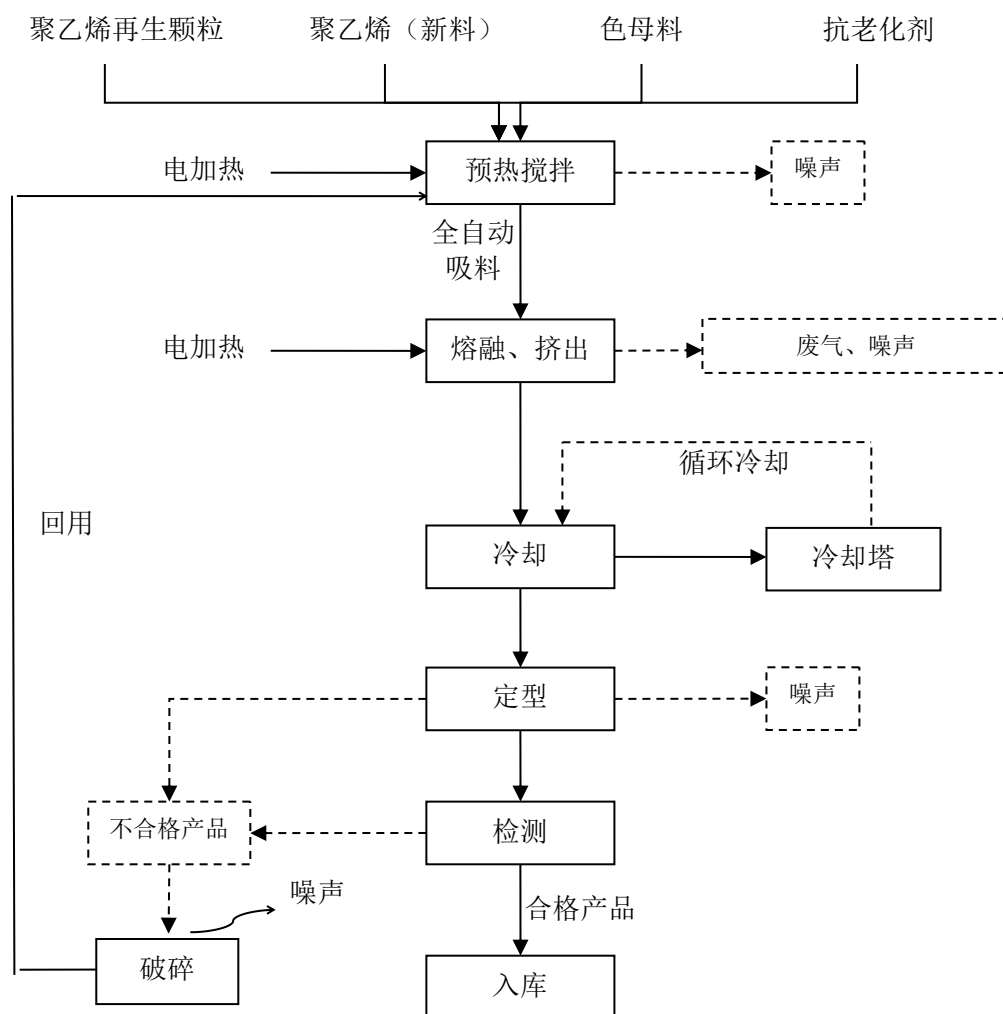 聚乙烯再生颗粒
聚乙烯（新料）
色母料
抗老化剂
电加热
预热搅拌
噪声
全自动
吸料
电加热
熔融、挤出
废气、噪声
循环冷却
回用
冷却
冷却塔
定型
噪声
不合格产品
检测
噪声
合格产品
破碎
入库